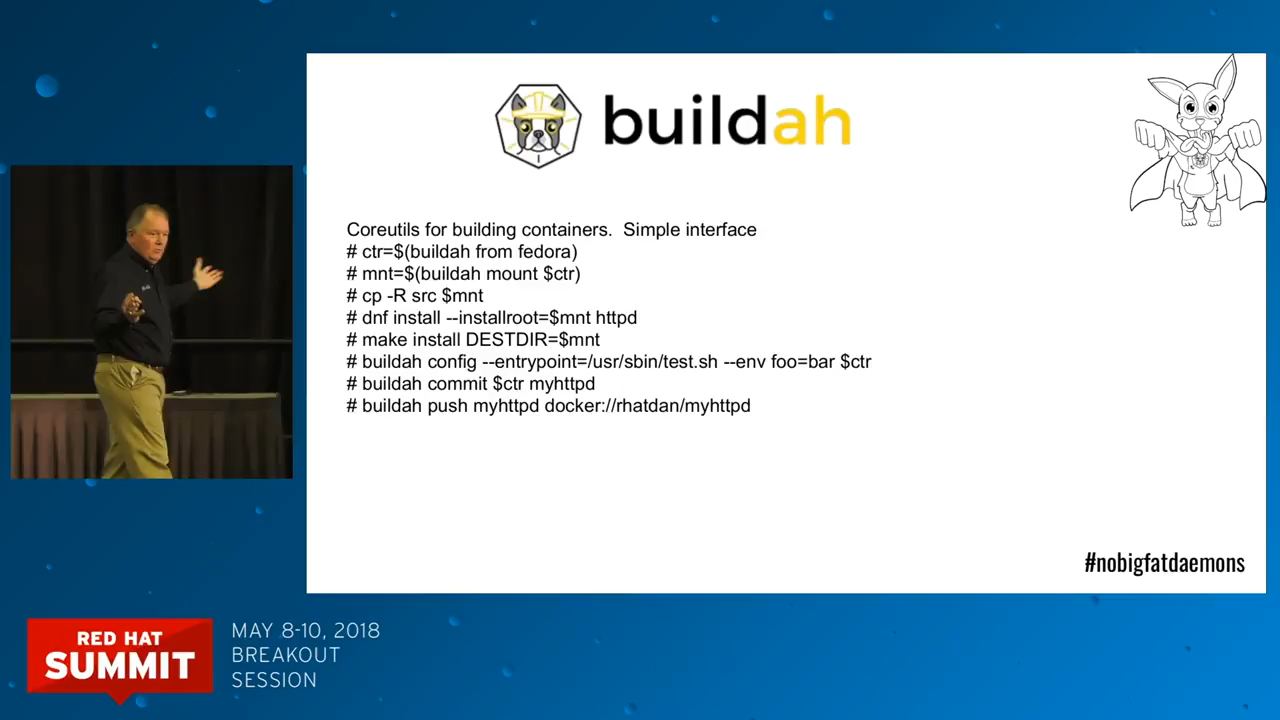 buildah
Coreutils for building containers.  Simple interface
# ctr=$(buildah from fedora)
# mnt=$(buildah mount $ctr)
# cp -R src $mnt
# dnf install --installroot=$mnt httpd
# make install DESTDIR=$mnt
# buildah config --entrypoint=/usr/sbin/test.sh --env foo=bar $ctr
# buildah commit $ctr myhttpd
# buildah push myhttpd docker://rhatdan/myhttpd
#nobigfatdaemons
RED HAT
SUMMIT
MAY 8-10, 2018
BREAKOUT
SESSION